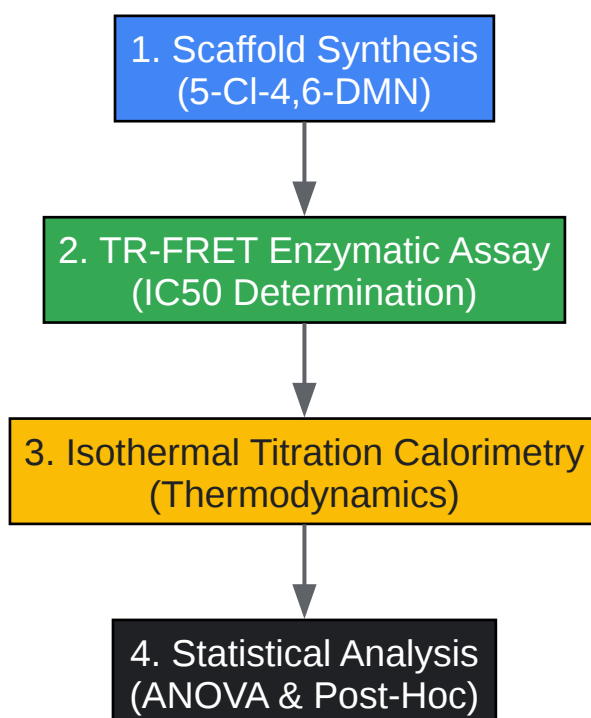 1. Scaffold Synthesis
(5-Cl-4,6-DMN)
2. TR-FRET Enzymatic Assay
(IC50 Determination)
3. Isothermal Titration Calorimetry
(Thermodynamics)
4. Statistical Analysis
(ANOVA & Post-Hoc)